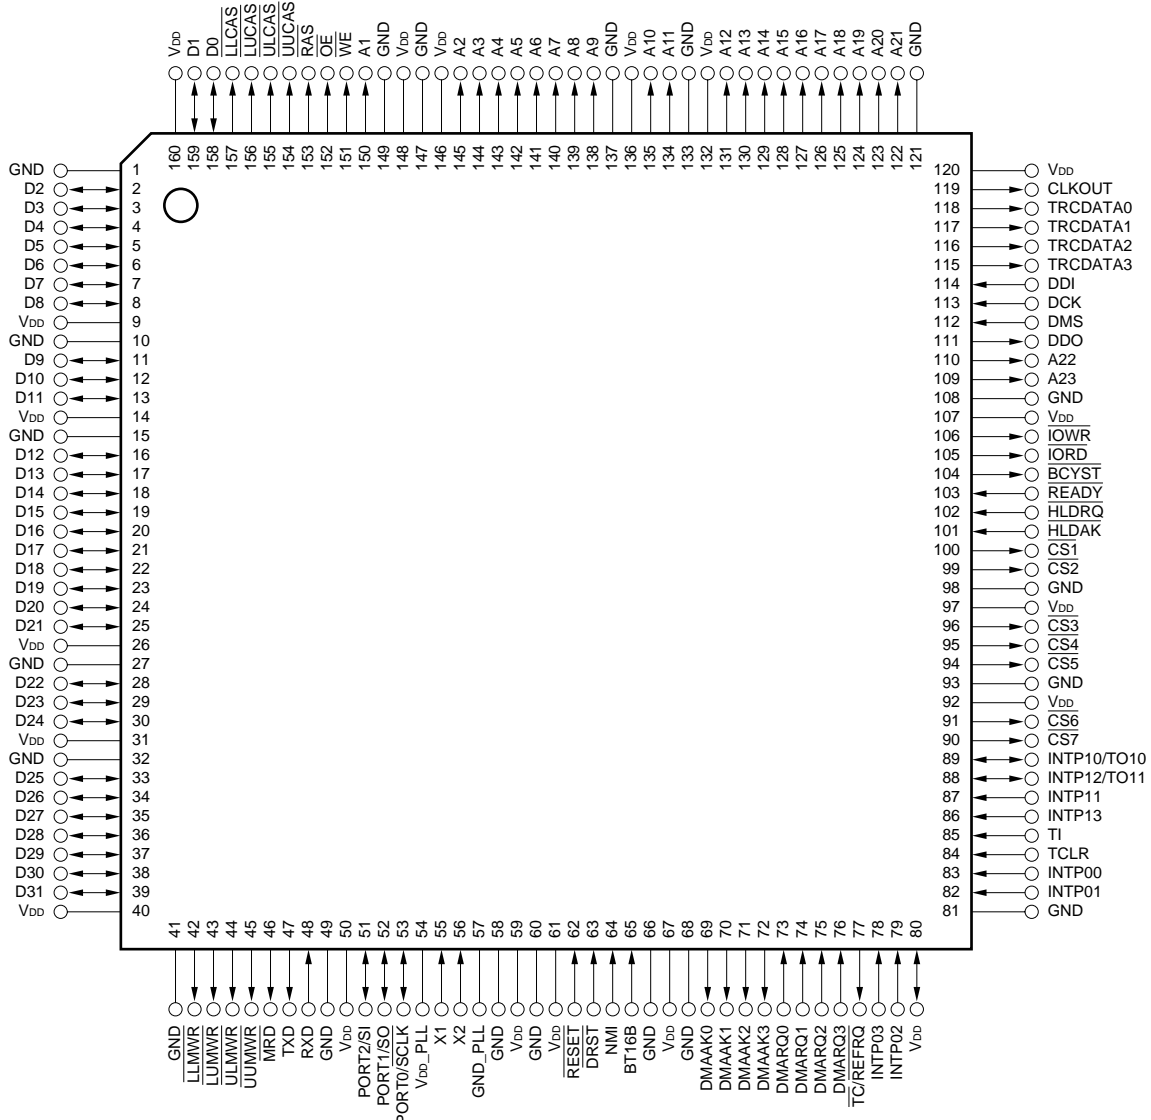 VDD
D1
D0
LLCAS
LUCAS
ULCAS
UUCAS
RAS
OE
WE
A1
GND
VDD
GND
VDD
A2
A3
A4
A5
A6
A7
A8
A9
GND
VDD
A10
A11
GND
VDD
A12
A13
A14
A15
A16
A17
A18
A19
A20
A21
GND
160
159
158
157
156
155
154
153
152
151
150
149
148
147
146
145
144
143
142
141
140
139
138
137
136
135
134
133
132
131
130
129
128
127
126
125
124
123
122
121
GND 1
D2 2
D3 3
D4 4
D5 5
D6 6
D7 7
D8 8
VDD 9
GND 10
D9 11
D10 12
D11 13
VDD 14
GND 15
D12 16
D13 17
D14 18
D15 19
D16 20
D17 21
D18 22
D19 23
D20 24
D21 25
VDD 26
GND 27
D22 28
D23 29
D24 30
VDD 31
GND 32
D25 33
D26 34
D27 35
D28 36
D29 37
D30 38
D31 39
VDD 40
120 VDD
119 CLKOUT
118 TRCDATA0
117 TRCDATA1
116 TRCDATA2
115 TRCDATA3
114 DDI
113 DCK
112 DMS
111 DDO
110 A22
109 A23
108 GND
107 VDD
106 IOWR
105 IORD
104 BCYST
103 READY
102 HLDRQ
101 HLDAK
100 CS1
99 CS2
98 GND
97 VDD
96 CS3
95 CS4
94 CS5
93 GND
92 VDD
91 CS6
90 CS7
89 INTP10/TO10
88 INTP12/TO11
87 INTP11
86 INTP13
85 TI
84 TCLR
83 INTP00
82 INTP01
81 GND
41
42
43
44
45
46
47
48
49
50
51
52
53
54
55
56
57
58
59
60
61
62
63
64
65
66
67
68
69
70
71
72
73
74
75
76
77
78
79
80
GND
LLMWR
LUMWR
ULMWR
UUMWR
MRD
TXD
RXD
GND
VDD
PORT2/SI
PORT1/SO
PORT0/SCLK
VDD_PLL
X1
X2
GND_PLL
GND
VDD
GND
VDD
RESET
DRST
NMI
BT16B
GND
VDD
GND
DMAAK0
DMAAK1
DMAAK2
DMAAK3
DMARQ0
DMARQ1
DMARQ2
DMARQ3
TC/REFRQ
INTP03
INTP02
VDD